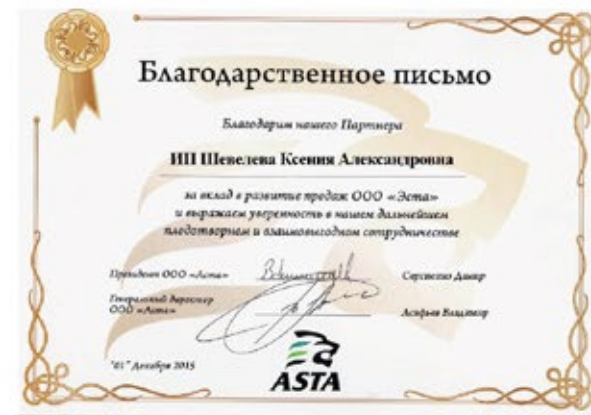 Благодарственное письмо
Благодарим нашего Партнера
ИП Шевелева Ксения Александровна
за вклад в развитие продаж ООО «Эста»
и выражаем уверенность в нашем дальнейшем
плодотворном и взаимовыгодном сотрудничестве
Президент ООО «Аста»
Генеральный директор
ООО «Аста»
"01" Декабря 2015
ASTA